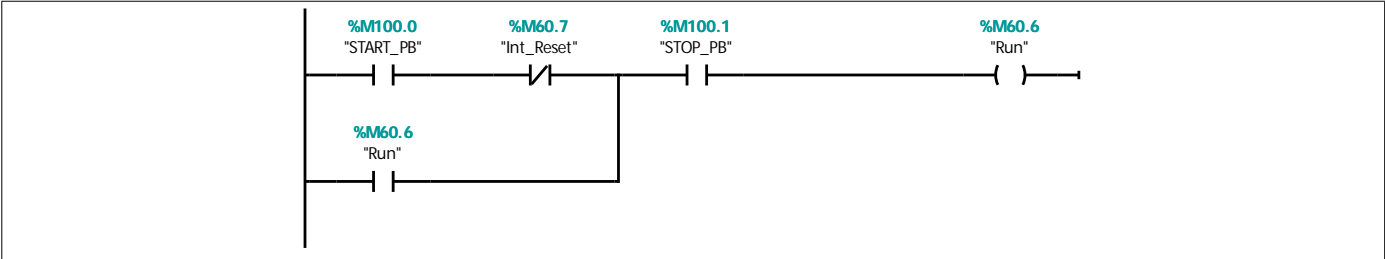 %M100.0 %M60.7 %M100.1 %M60.6
"START_PB" "Int_Reset" "STOP_PB" "Run"
%M60.6
"Run"